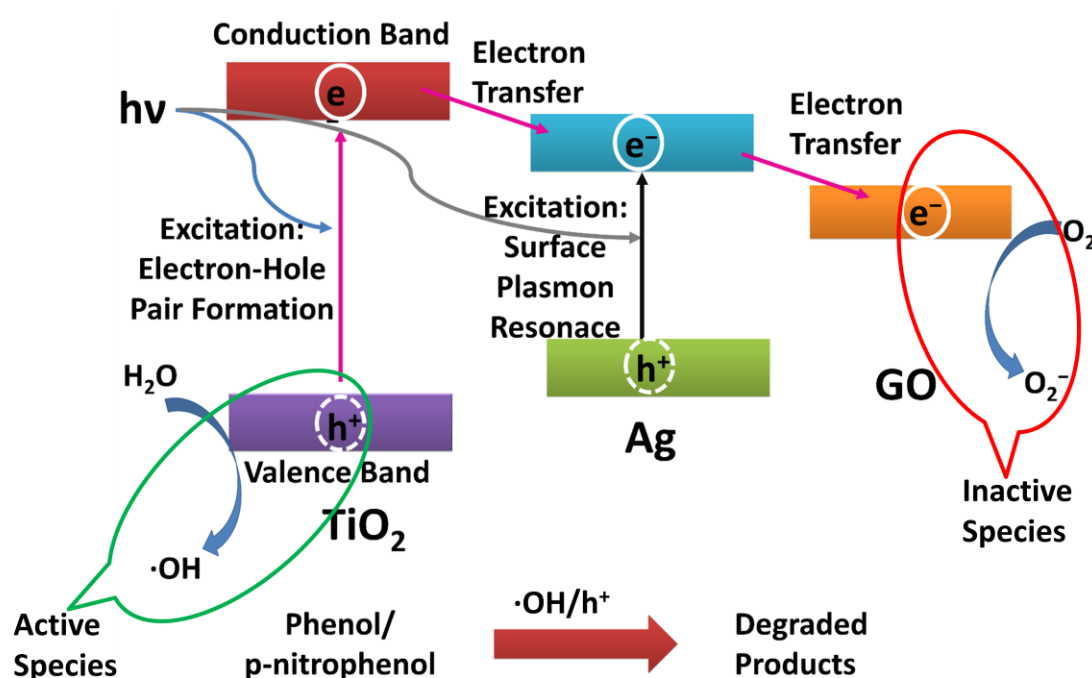 Conduction Band
Electron
Transfer
Electron
Transfer
hν
e
–
e⁻
e⁻
Excitation:
Electron-Hole
Pair Formation
Excitation:
Surface
Plasmon
Resonace
O₂
O₂⁻
H₂O
h⁺
h⁺
GO
Ag
Valence Band
TiO₂
·OH
Inactive
Species
Active
Species
Phenol/
p-nitrophenol
·OH/h⁺
Degraded
Products